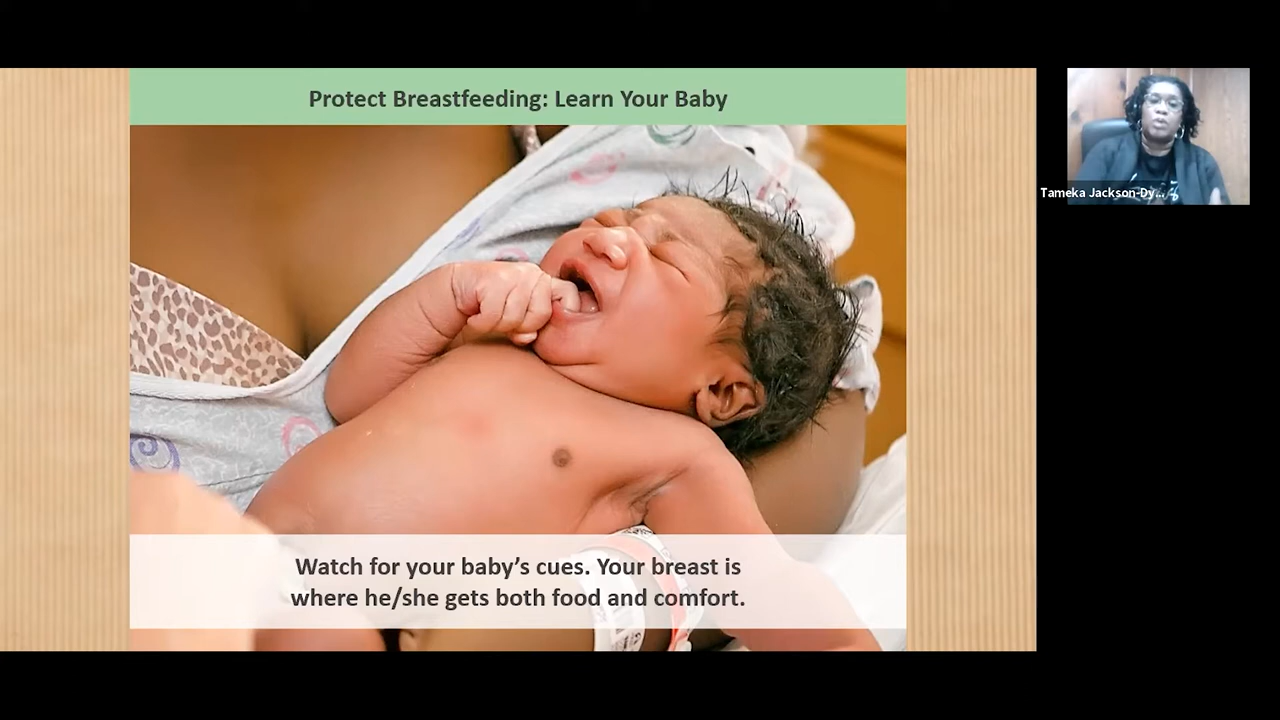 Protect Breastfeeding: Learn Your Baby
Tameka Jackson-Dy...
Watch for your baby’s cues. Your breast is
where he/she gets both food and comfort.